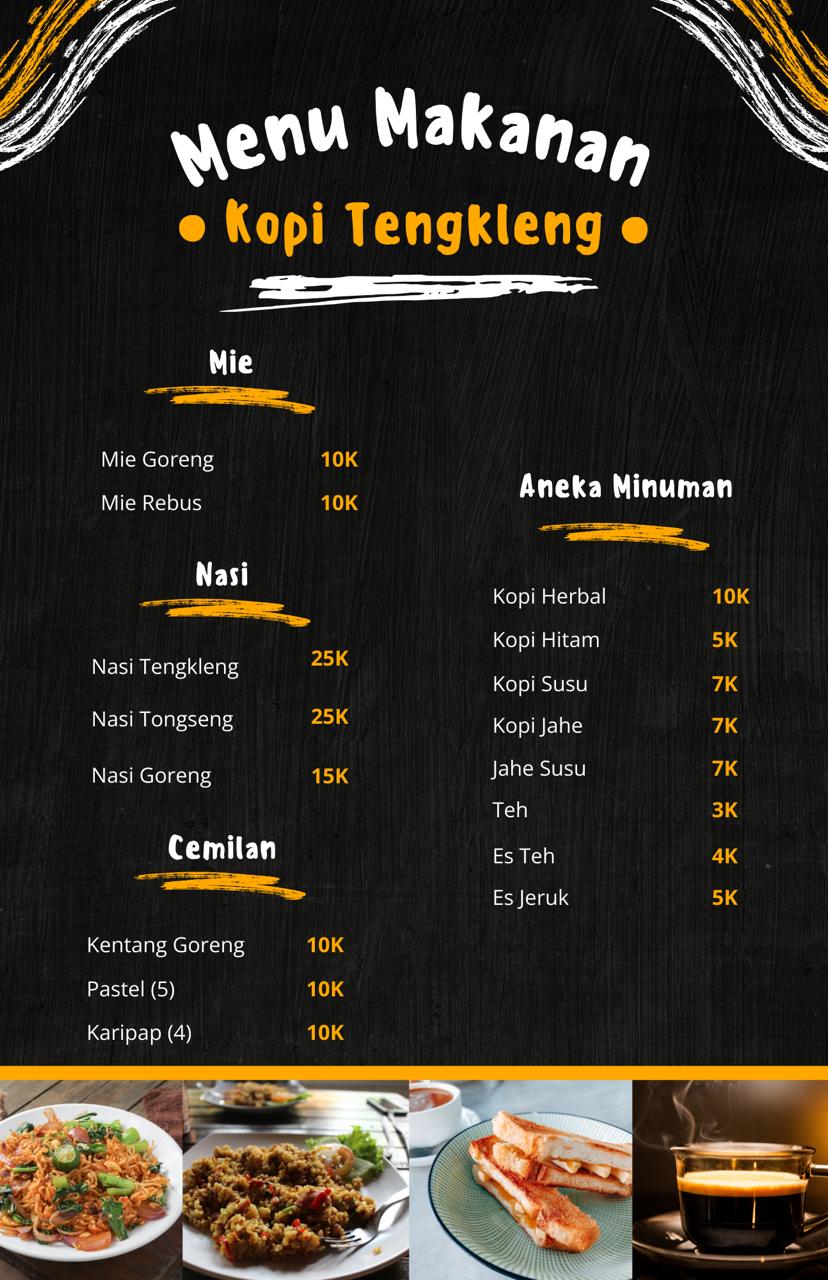 Menu Makanan
• Kopi Tengkleng •
Mie
Mie Goreng 10K
Mie Rebus 10K
Nasi
Nasi Tengkleng 25K
Nasi Tongseng 25K
Nasi Goreng 15K
Cemilan
Kentang Goreng 10K
Pastel (5) 10K
Karipap (4) 10K
Aneka Minuman
Kopi Herbal 10K
Kopi Hitam 5K
Kopi Susu 7K
Kopi Jahe 7K
Jahe Susu 7K
Teh 3K
Es Teh 4K
Es Jeruk 5K